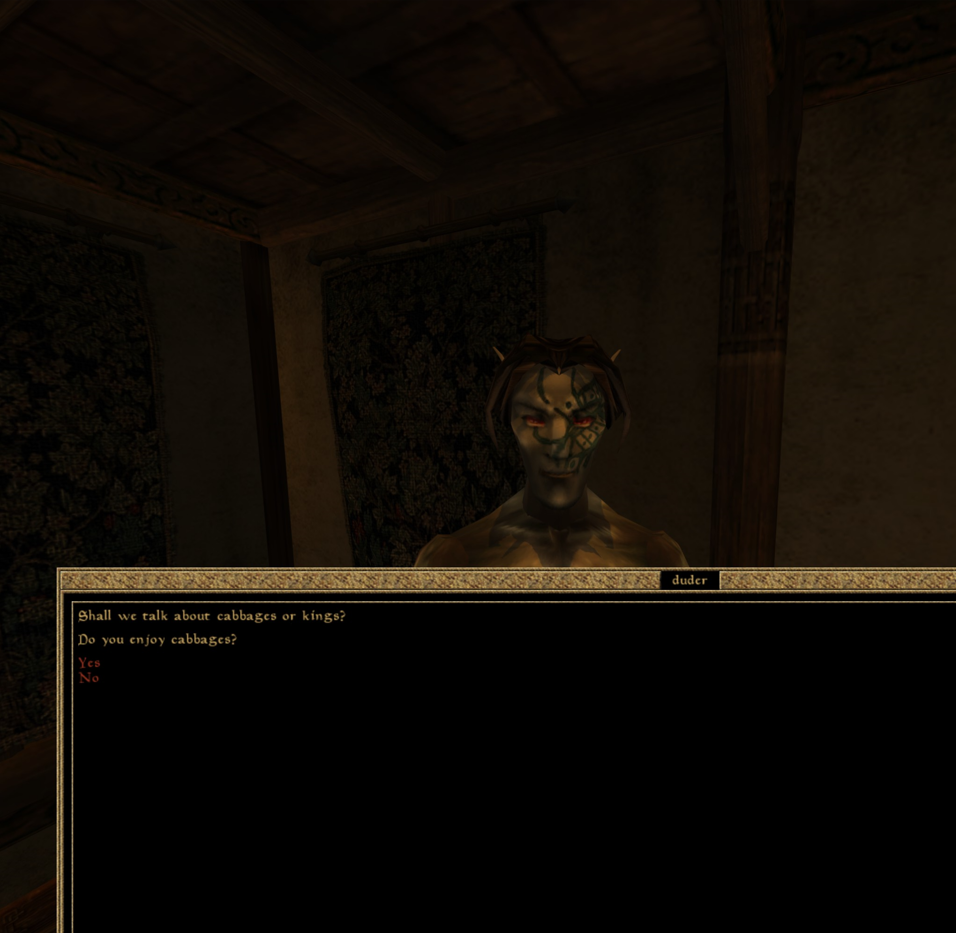 duder
Shall we talk about cabbages or kings?
Do you enjoy cabbages?
Yes
No